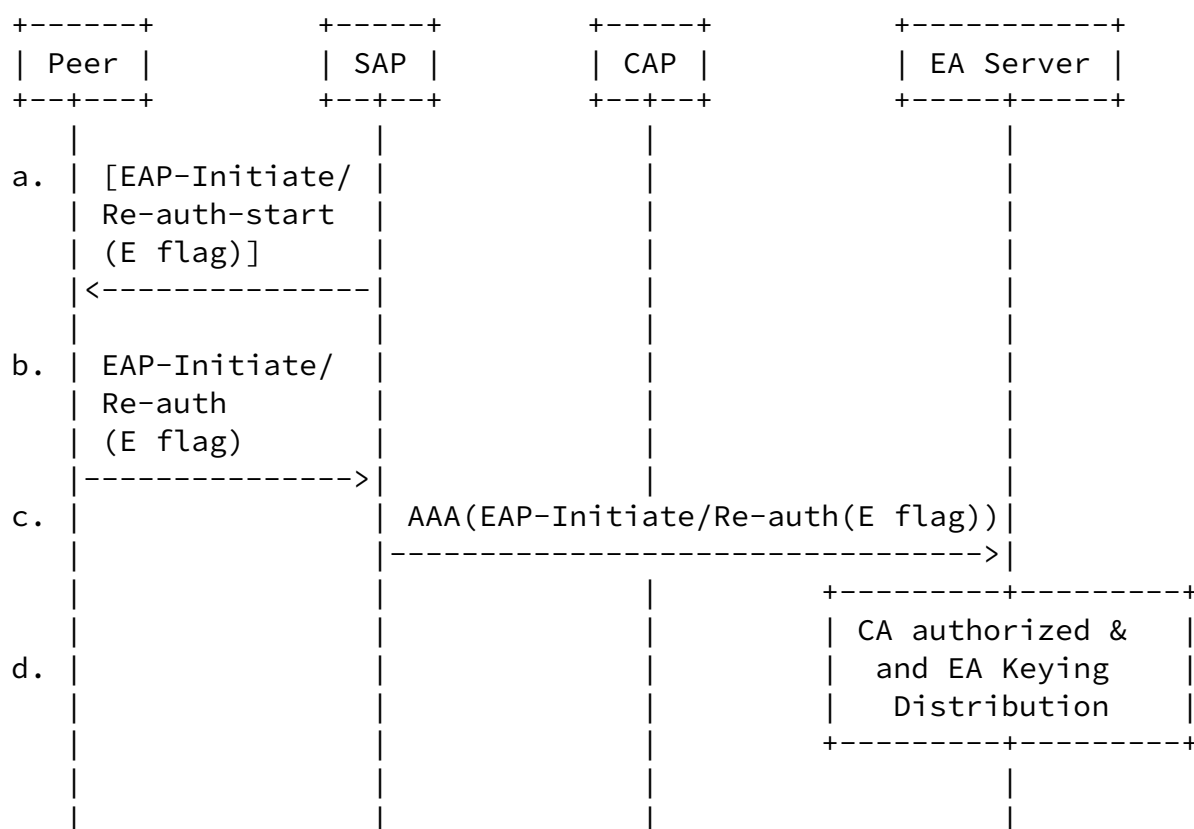 Peer SAP CAP EA Server
a. [EAP-Initiate/
Re-auth-start
(E flag)]
b. EAP-Initiate/
Re-auth
(E flag)
c. AAA(EAP-Initiate/Re-auth(E flag))
CA authorized &
d. and EA Keying
Distribution